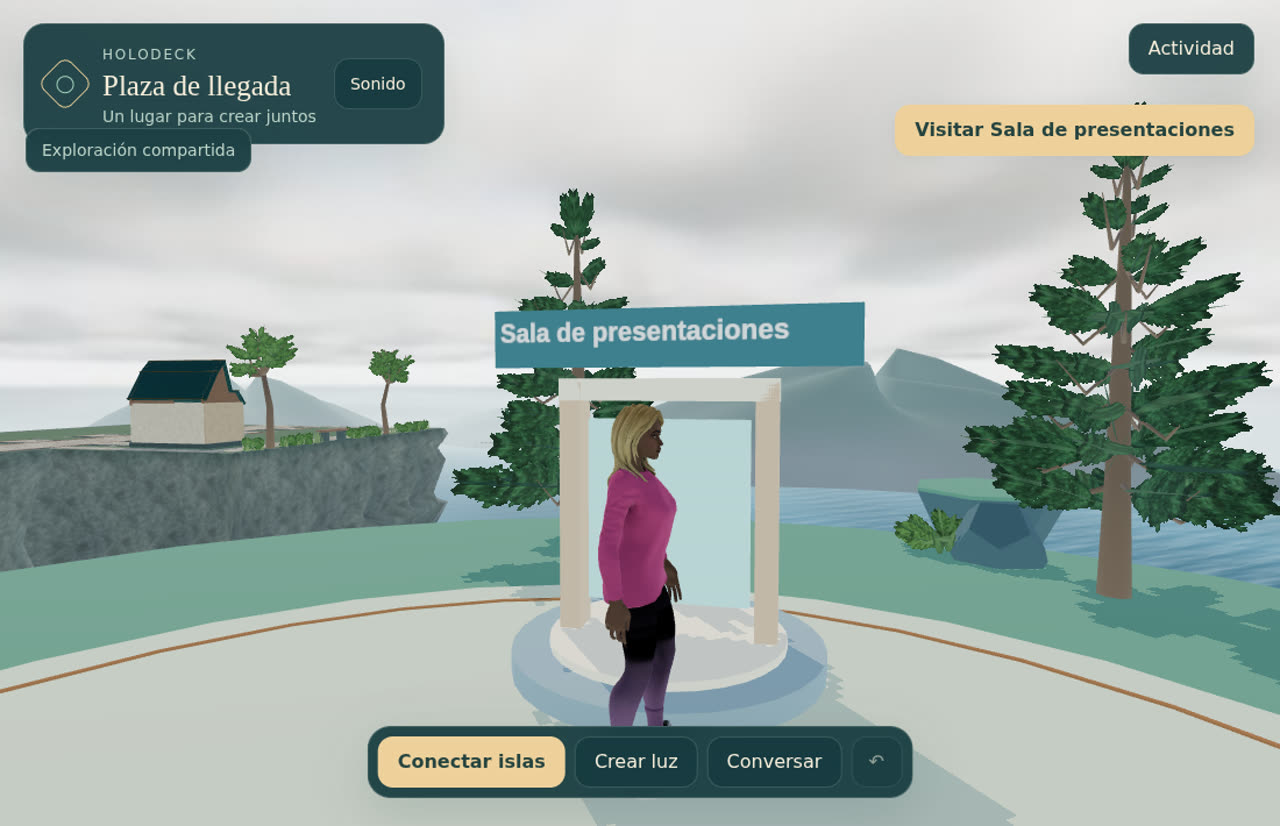 HOLODECK
Plaza de llegada
Un lugar para crear juntos
Sonido
Exploración compartida
Actividad
Visitar Sala de presentaciones
Sala de presentaciones
Conectar islas
Crear luz
Conversar
↶